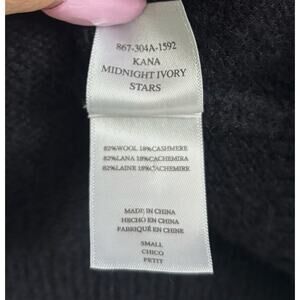 867-304A-1592
KANA
MIDNIGHT IVORY
STARS
82%WOOL 18%CASHMERE
82%LANA 18%CACHEMIRA
82%LAINE 18%CACHEMIRE
MADE IN CHINA
HECHO EN CHINA
FABRIQUÉ EN CHINE
SMALL
CHICO
PETIT